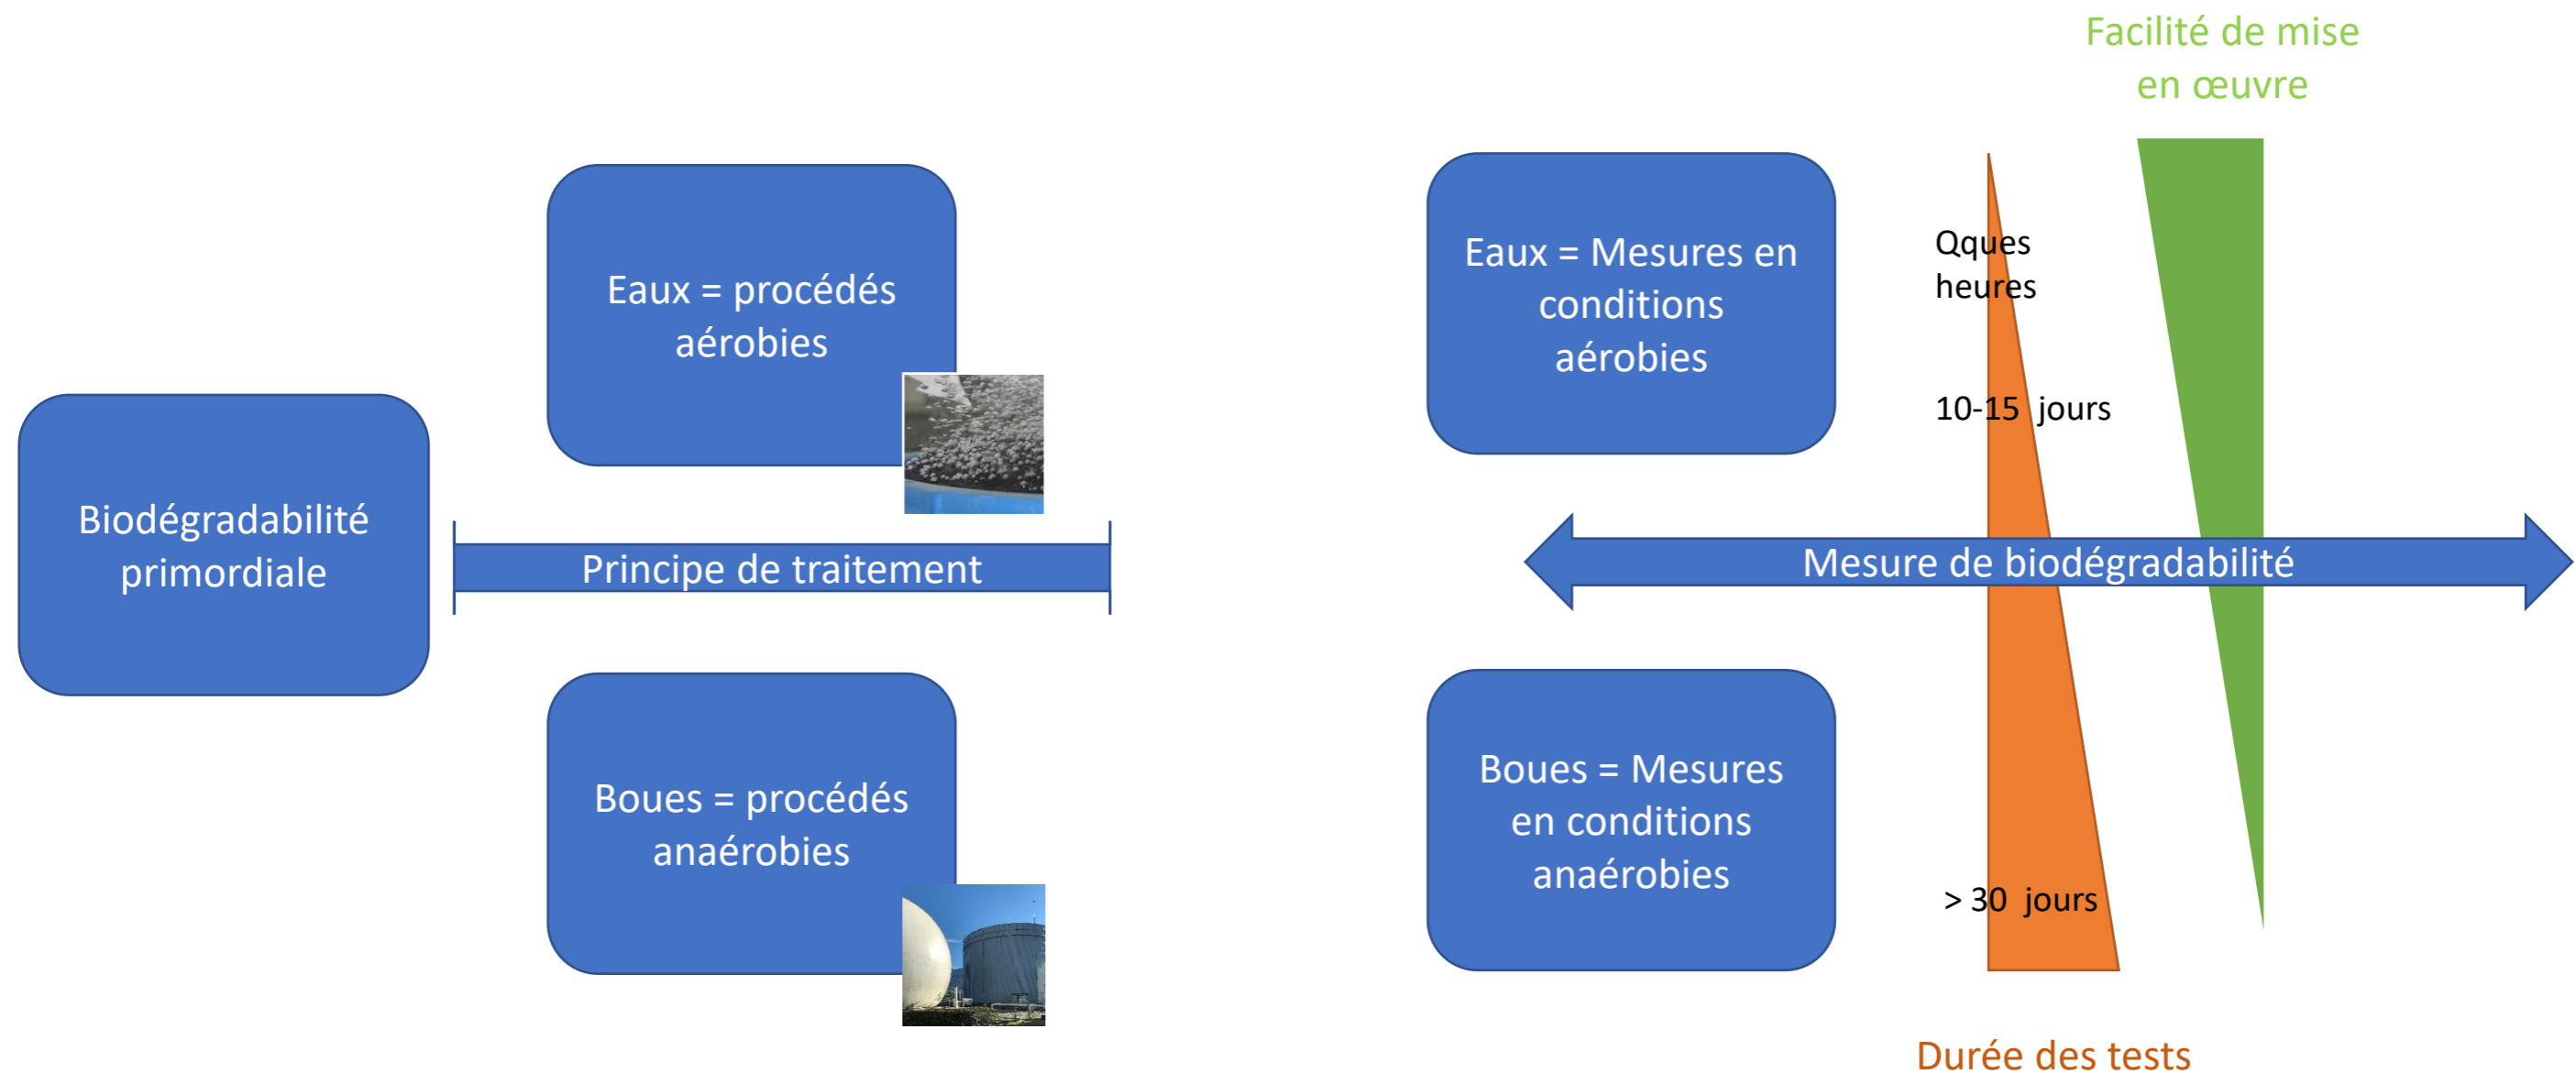 Facilité de mise
en œuvre
Eaux = procédés
aérobies
Eaux = Mesures en
conditions
aérobies
Qques
heures
10-15 jours
Biodégradabilité
primordiale
Principe de traitement
Mesure de biodégradabilité
Boues = procédés
anaérobies
Boues = Mesures
en conditions
anaérobies
> 30 jours
Durée des tests